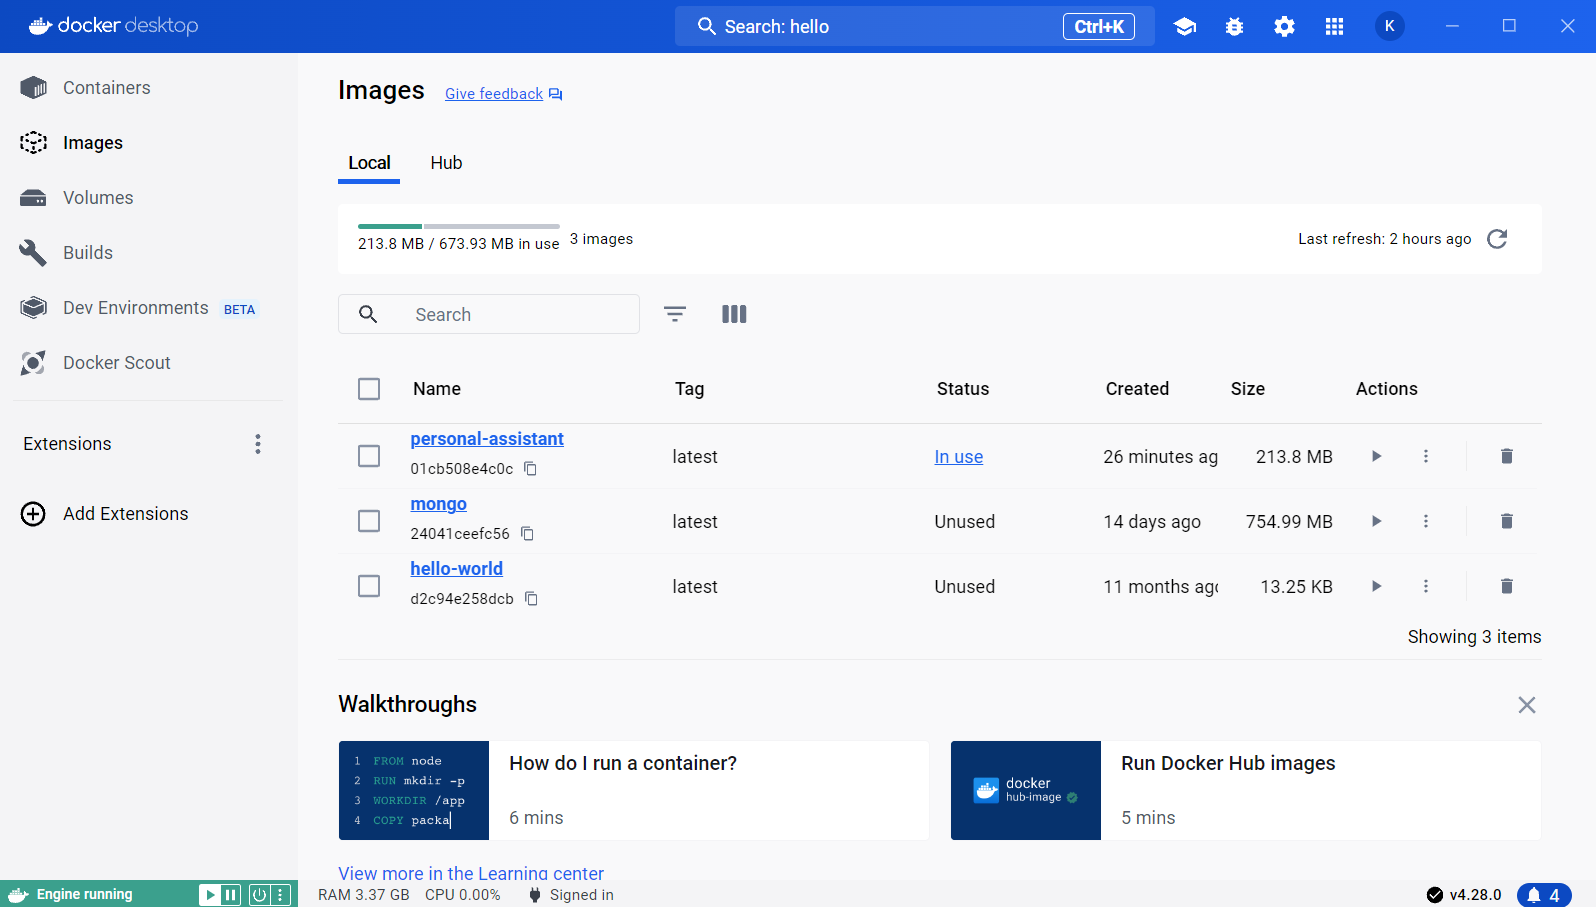 docker desktop
Search: hello
Ctrl+K
K
Containers
Images
Volumes
Builds
Dev Environments BETA
Docker Scout
Extensions
Add Extensions
Images
Give feedback
Local Hub
213.8 MB / 673.93 MB in use
3 images
Last refresh: 2 hours ago
Search
Name Tag Status Created Size Actions
personal-assistant
01cb508e4c0c
latest In use 26 minutes ag 213.8 MB
mongo
24041ceefc56
latest Unused 14 days ago 754.99 MB
hello-world
d2c94e258dcb
latest Unused 11 months ago 13.25 KB
Showing 3 items
Walkthroughs
1 FROM node
2 RUN mkdir -p
3 WORKDIR /app
4 COPY packa
How do I run a container?
6 mins
docker
hub-image
Run Docker Hub images
5 mins
View more in the Learning center
Engine running
RAM 3.37 GB CPU 0.00% Signed in
v4.28.0
4